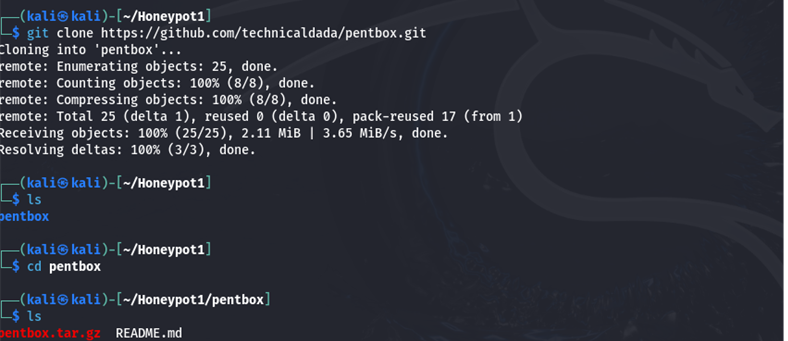 ┌──(kali㉿kali)-[~/Honeypot1]
└─$ git clone https://github.com/technicaldada/pentbox.git
Cloning into 'pentbox'...
remote: Enumerating objects: 25, done.
remote: Counting objects: 100% (8/8), done.
remote: Compressing objects: 100% (8/8), done.
remote: Total 25 (delta 1), reused 0 (delta 0), pack-reused 17 (from 1)
Receiving objects: 100% (25/25), 2.11 MiB | 3.65 MiB/s, done.
Resolving deltas: 100% (3/3), done.
┌──(kali㉿kali)-[~/Honeypot1]
└─$ ls
pentbox
┌──(kali㉿kali)-[~/Honeypot1]
└─$ cd pentbox
┌──(kali㉿kali)-[~/Honeypot1/pentbox]
└─$ ls
pentbox.tar.gz  README.md